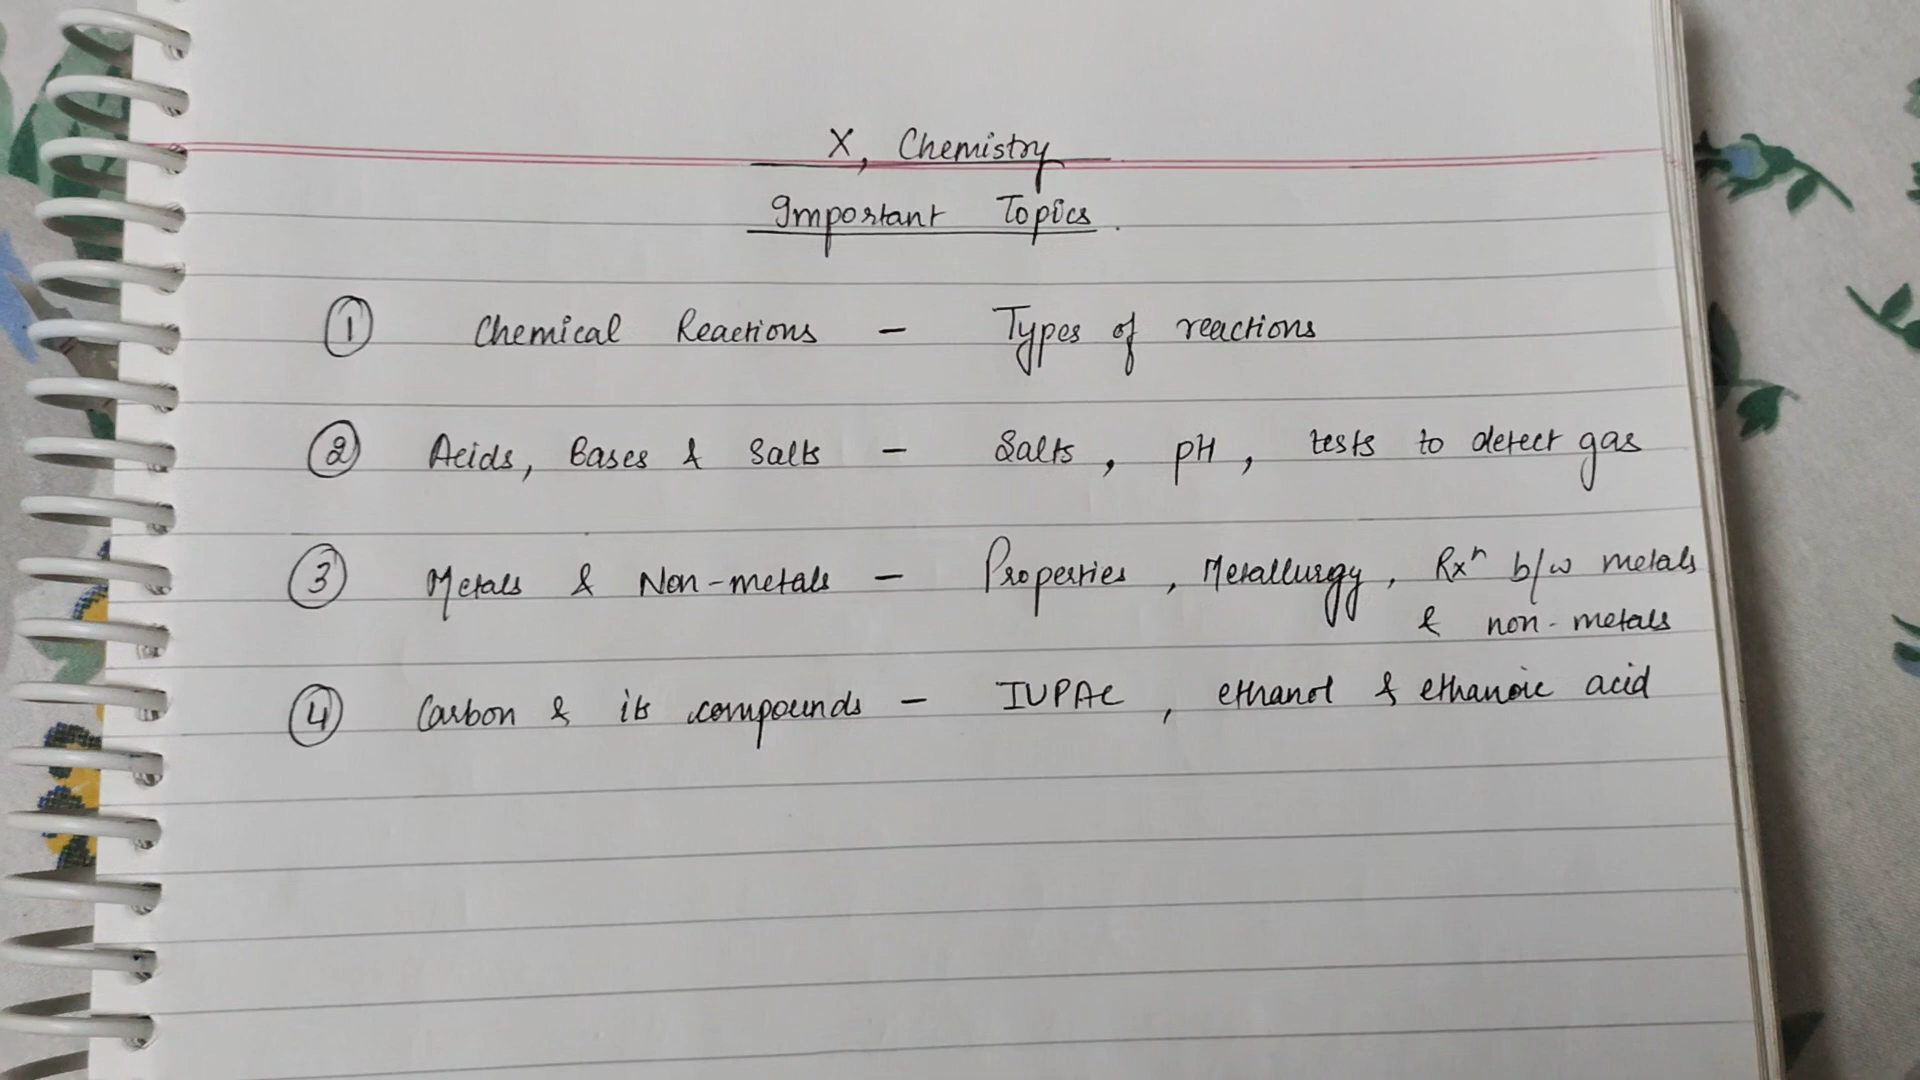 X, Chemistry
Important Topics.
① Chemical Reactions – Types of reactions
② Acids, Bases & Salts – Salts, pH, tests to detect gas
③ Metals & Non-metals – Properties, Metallurgy, Rxⁿ b/w metals
& non-metals
④ Carbon & its compounds – IUPAC, ethanol & ethanoic acid